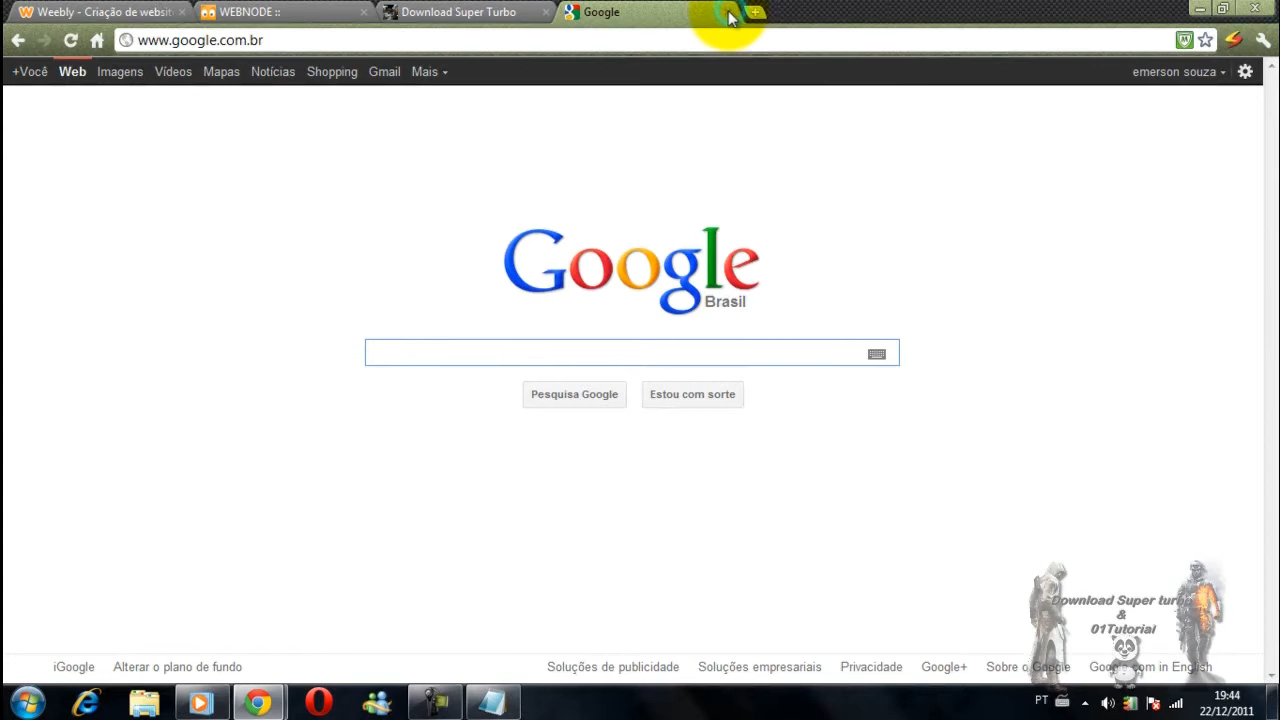 Weebly - Criação de websit
WEBNODE ::
Download Super Turbo
Google
www.google.com.br
+Você Web Imagens Vídeos Mapas Notícias Shopping Gmail Mais
emerson souza
Google
Brasil
Pesquisa Google
Estou com sorte
Download Super turbo
&
01Tutorial
iGoogle Alterar o plano de fundo Soluções de publicidade Soluções empresariais Privacidade Google+ Sobre o Google Google.com in English
PT
19:44
22/12/2011